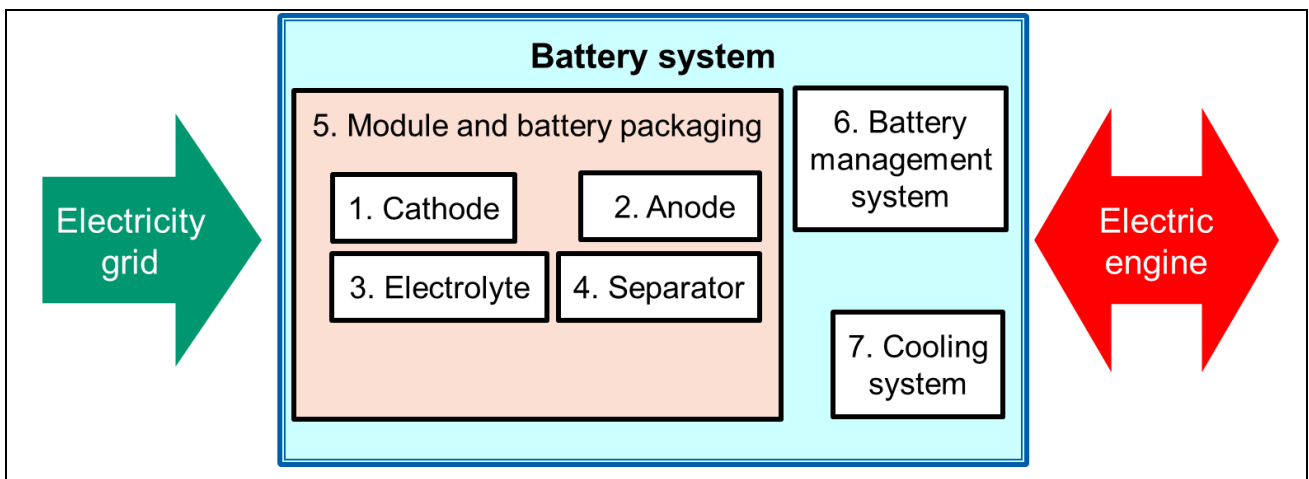 Battery system
5. Module and battery packaging
1. Cathode
2. Anode
3. Electrolyte
4. Separator
6. Battery
management
system
7. Cooling
system
Electricity
grid
Electric
engine